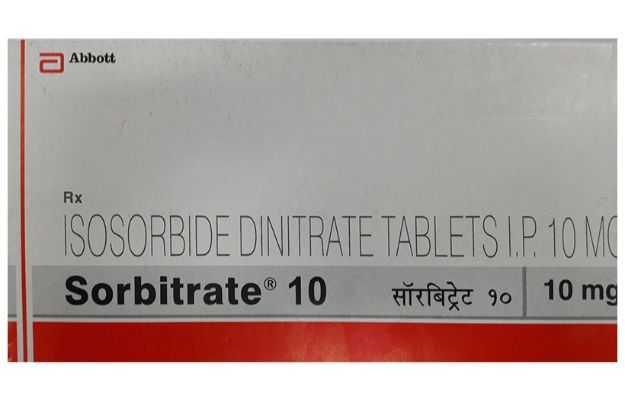 Abbott
Rx
ISOSORBIDE DINITRATE TABLETS I.P. 10 MG
Sorbitrate® 10 सॉरबिट्रेट १० 10 mg